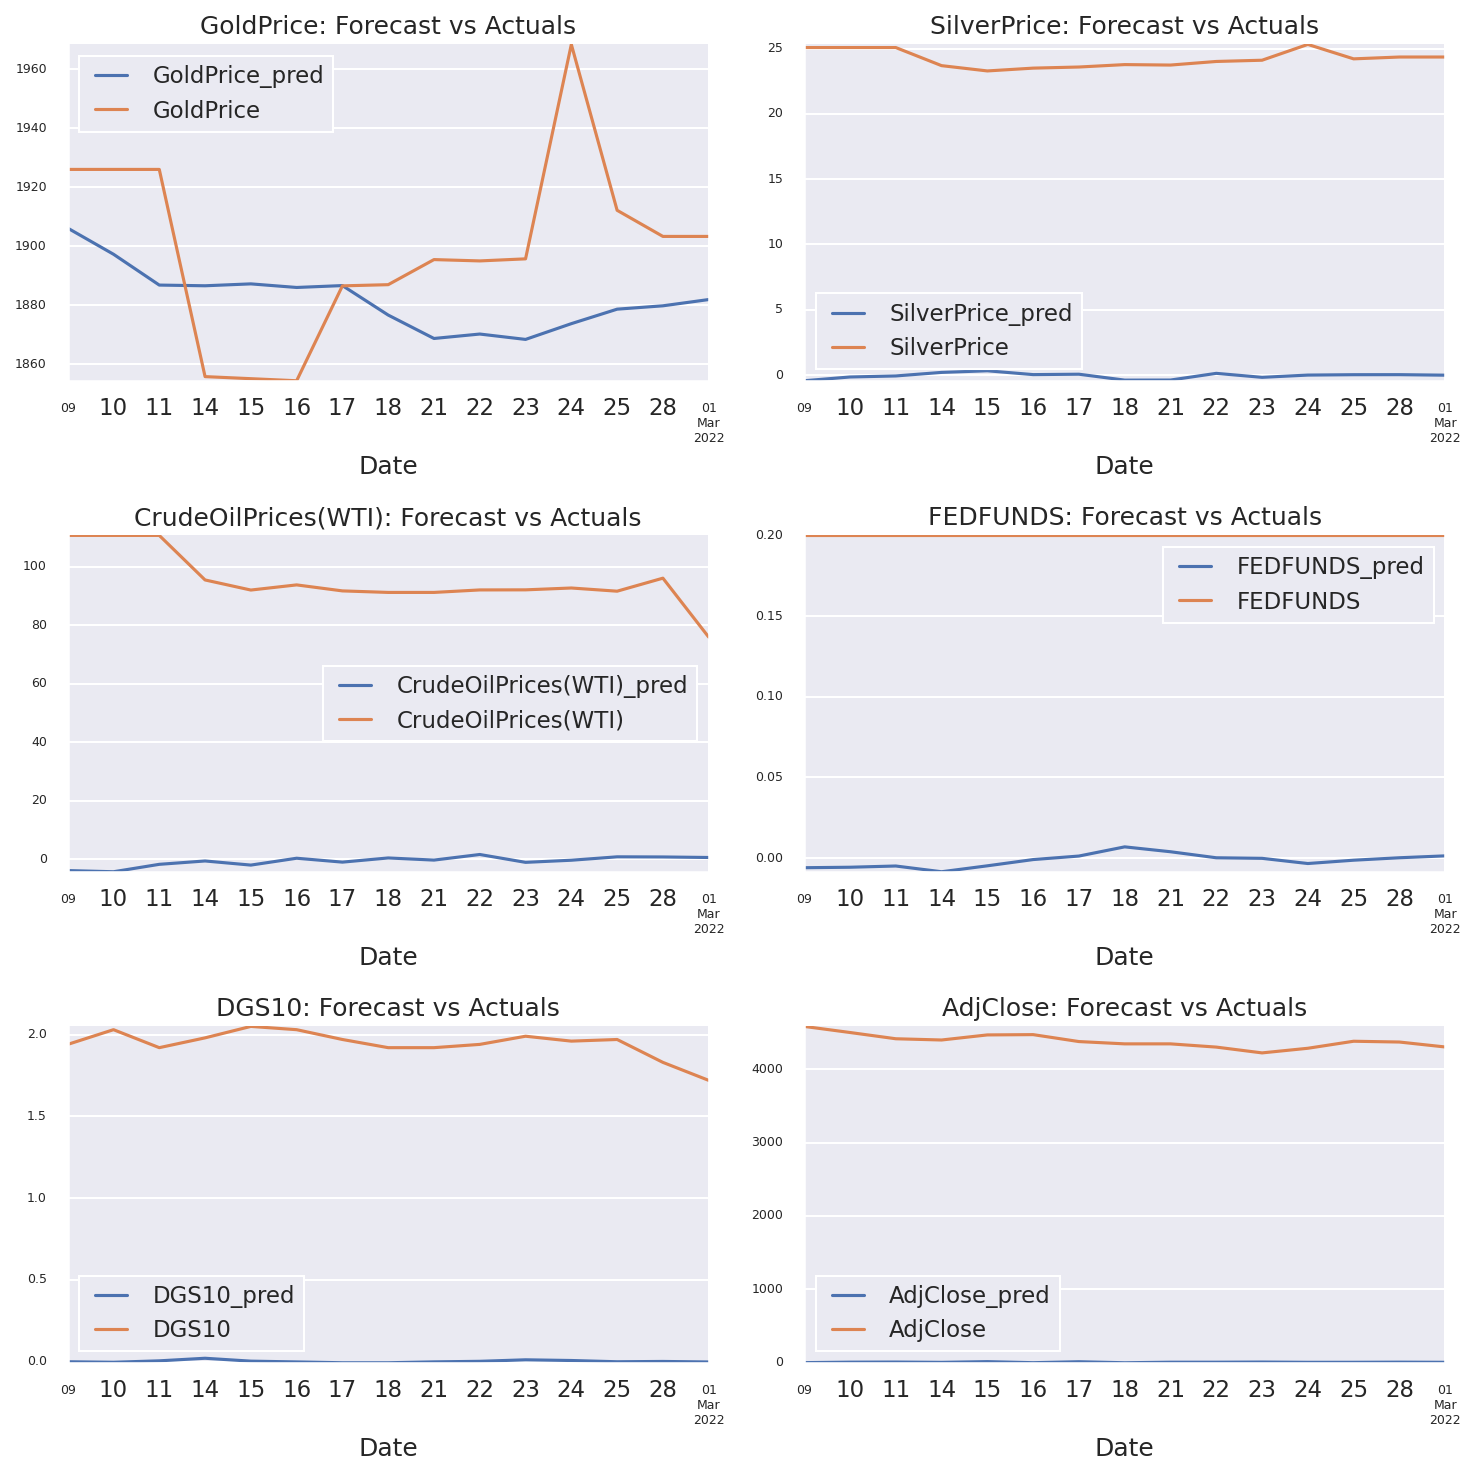 GoldPrice: Forecast vs Actuals
1960
1940
1920
1900
1880
1860
GoldPrice_pred
GoldPrice
09 10 11 14 15 16 17 18 21 22 23 24 25 28 01
Mar
2022
Date
SilverPrice: Forecast vs Actuals
25
20
15
10
5
0
SilverPrice_pred
SilverPrice
09 10 11 14 15 16 17 18 21 22 23 24 25 28 01
Mar
2022
Date
CrudeOilPrices(WTI): Forecast vs Actuals
100
80
60
40
20
0
CrudeOilPrices(WTI)_pred
CrudeOilPrices(WTI)
09 10 11 14 15 16 17 18 21 22 23 24 25 28 01
Mar
2022
Date
FEDFUNDS: Forecast vs Actuals
0.20
0.15
0.10
0.05
0.00
FEDFUNDS_pred
FEDFUNDS
09 10 11 14 15 16 17 18 21 22 23 24 25 28 01
Mar
2022
Date
DGS10: Forecast vs Actuals
2.0
1.5
1.0
0.5
0.0
DGS10_pred
DGS10
09 10 11 14 15 16 17 18 21 22 23 24 25 28 01
Mar
2022
Date
AdjClose: Forecast vs Actuals
4000
3000
2000
1000
0
AdjClose_pred
AdjClose
09 10 11 14 15 16 17 18 21 22 23 24 25 28 01
Mar
2022
Date